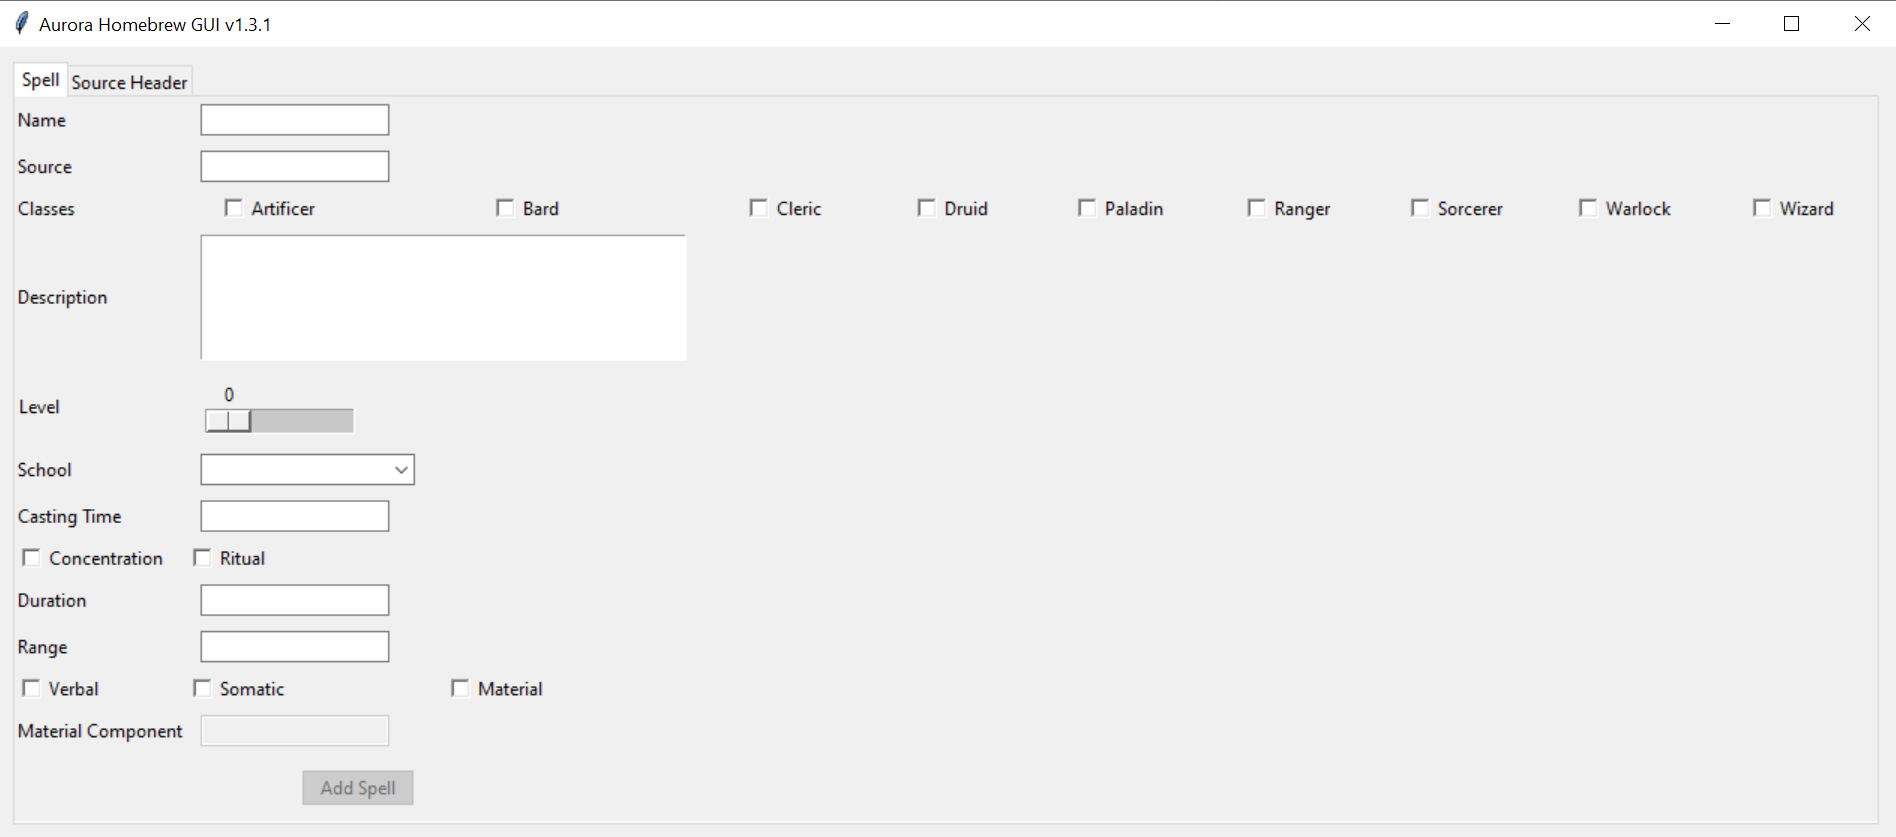 Aurora Homebrew GUI v1.3.1
Spell Source Header
Name
Source
Classes Artificer Bard Cleric Druid Paladin Ranger Sorcerer Warlock Wizard
Description
0
Level
School
Casting Time
Concentration Ritual
Duration
Range
Verbal Somatic Material
Material Component
Add Spell